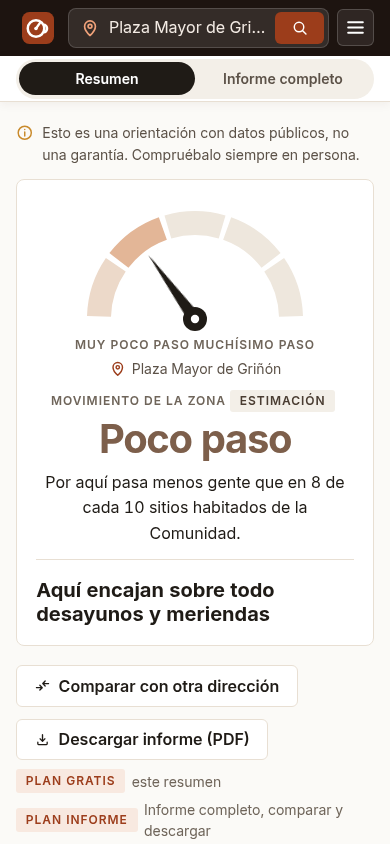 Plaza Mayor de Gri...
Resumen
Informe completo
Esto es una orientación con datos públicos, no
una garantía. Compruébalo siempre en persona.
MUY POCO PASO MUCHÍSIMO PASO
Plaza Mayor de Griñón
MOVIMIENTO DE LA ZONA ESTIMACIÓN
Poco paso
Por aquí pasa menos gente que en 8 de
cada 10 sitios habitados de la
Comunidad.
Aquí encajan sobre todo
desayunos y meriendas
Comparar con otra dirección
Descargar informe (PDF)
PLAN GRATIS este resumen
PLAN INFORME Informe completo, comparar y
descargar